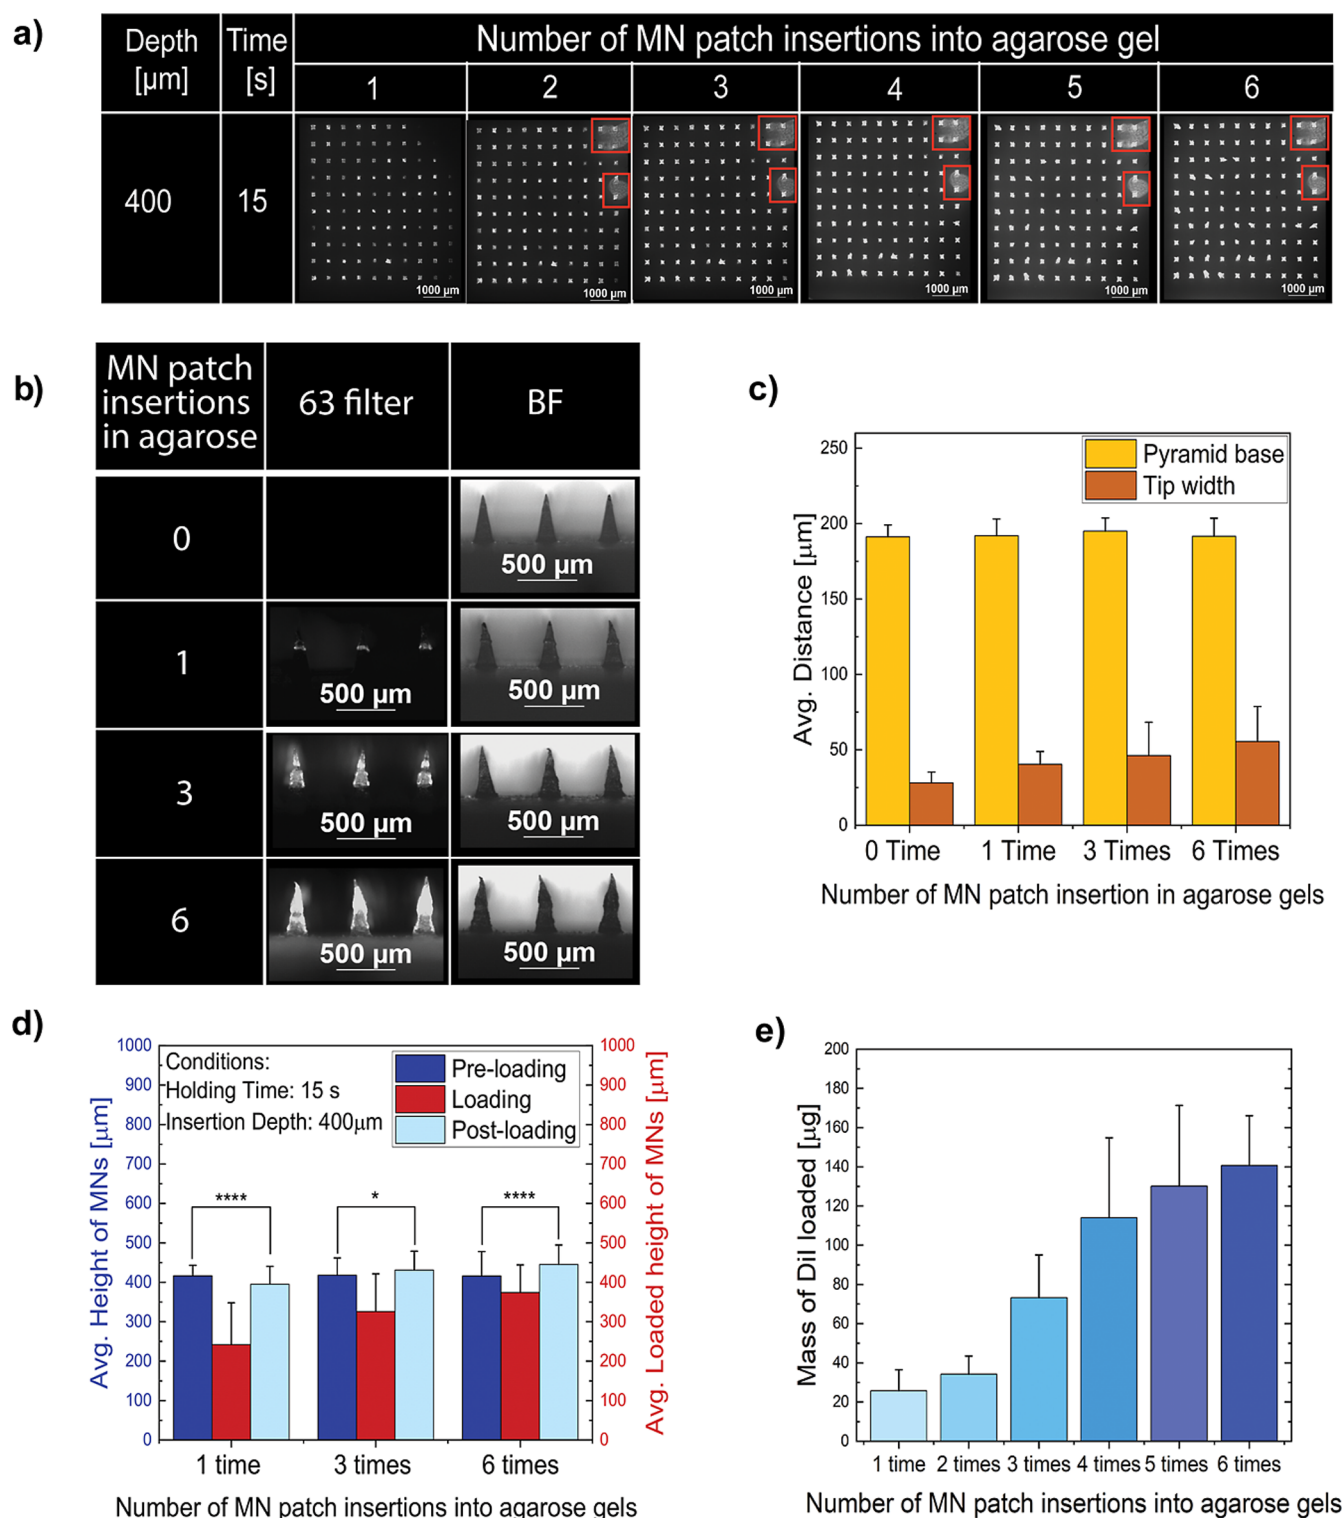 a)
Depth [µm]
Time [s]
Number of MN patch insertions into agarose gel
1 2 3 4 5 6
400 15
1000 µm 1000 µm 1000 µm 1000 µm 1000 µm 1000 µm
b)
MN patch insertions in agarose
63 filter
BF
0
500 µm
1
500 µm 500 µm
3
500 µm 500 µm
6
500 µm 500 µm
c)
Pyramid base
Tip width
Avg. Distance [µm]
250
200
150
100
50
0
0 Time 1 Time 3 Times 6 Times
Number of MN patch insertion in agarose gels
d)
Conditions:
Holding Time: 15 s
Insertion Depth: 400µm
Pre-loading
Loading
Post-loading
Avg. Height of MNs [µm]
1000
900
800
700
600
500
400
300
200
100
0
**** * ****
1000
900
800
700
600
500
400
300
200
100
0
Avg. Loaded height of MNs [µm]
1 time 3 times 6 times
Number of MN patch insertions into agarose gels
e)
Mass of Dil loaded [µg]
200
180
160
140
120
100
80
60
40
20
0
1 time 2 times 3 times 4 times 5 times 6 times
Number of MN patch insertions into agarose gels